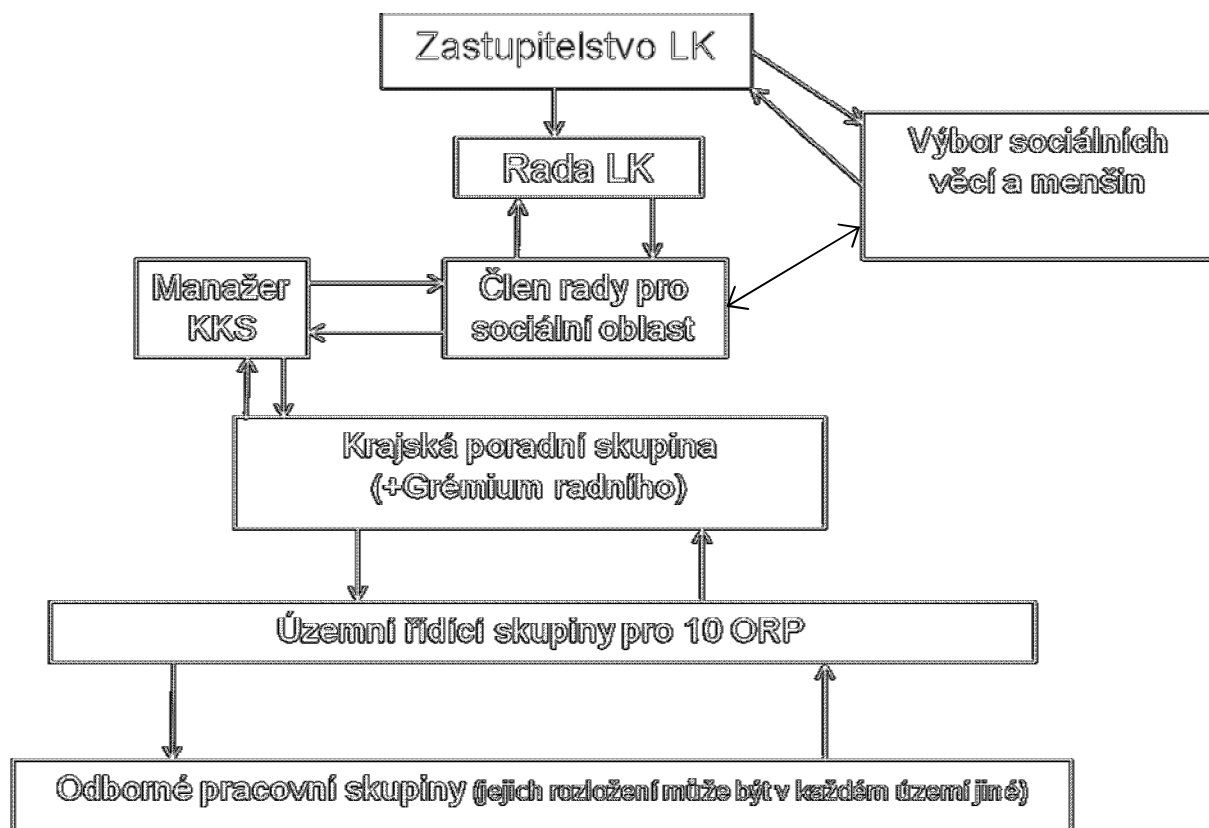 Zastupitelstvo LK
Výbor sociálních
věcí a menšin
Rada LK
Manažer
KKS
Člen rady pro
sociální oblast
Krajská poradní skupina
(+Grémium radního)
Územní řídící skupiny pro 10 ORP
Odborné pracovní skupiny (jejich rozložení může být v každém území jiné)